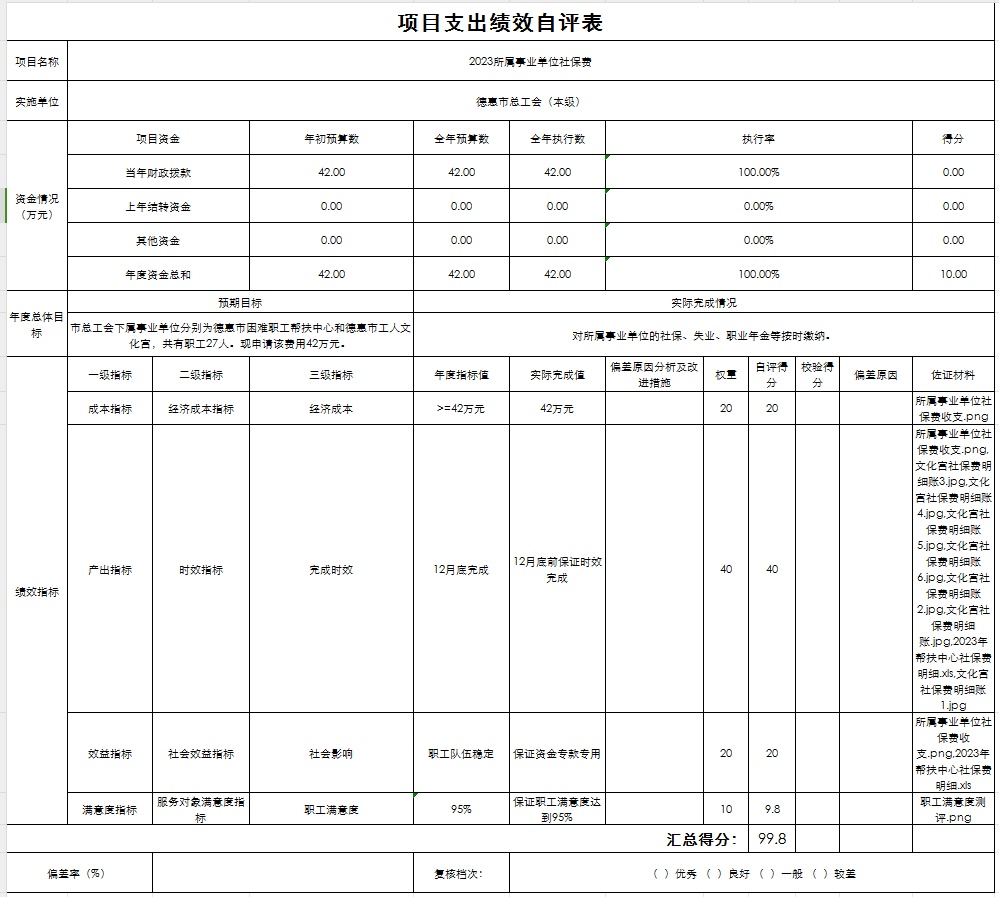 项目支出绩效自评表
项目名称 2023所属事业单位社保费
实施单位 德惠市总工会（本级）
资金情况
（万元）
项目资金 年初预算数 全年预算数 全年执行数 执行率 得分
当年财政拨款 42.00 42.00 42.00 100.00% 0.00
上年结转资金 0.00 0.00 0.00 0.00% 0.00
其他资金 0.00 0.00 0.00 0.00% 0.00
年度资金总和 42.00 42.00 42.00 100.00% 10.00
年度总体目
标
预期目标 实际完成情况
市总工会下属事业单位分别为德惠市困难职工帮扶中心和德惠市工人文
化宫，共有职工27人。现申请该费用42万元。
对所属事业单位的社保、失业、职业年金等按时缴纳。
绩效指标
一级指标 二级指标 三级指标 年度指标值 实际完成值
偏差原因分析及改
进措施
权重
自评得
分
校验得
分
偏差原因 佐证材料
成本指标 经济成本指标 经济成本 >=42万元 42万元 20 20
所属事业单位社
保费收支.png
产出指标 时效指标 完成时效 12月底完成
12月底前保证时效
完成
40 40
所属事业单位社
保费收支.png,
文化宫社保费明
细账3.jpg,文化
宫社保费明细账
4.jpg,文化宫社
保费明细账
5.jpg,文化宫社
保费明细账
6.jpg,文化宫社
保费明细账
2.jpg,文化宫社
保费明细
账.jpg,2023年
帮扶中心社保费
明细.xls,文化宫
社保费明细账
1.jpg
效益指标 社会效益指标 社会影响 职工队伍稳定 保证资金专款专用 20 20
所属事业单位社
保费收
支.png,2023年
帮扶中心社保费
明细.xls
满意度指标
服务对象满意度指
标
职工满意度 95%
保证职工满意度达
到95%
10 9.8
职工满意度测
评.png
汇总得分： 99.8
偏差率（%） 复核档次： （ ）优秀 （ ）良好 （ ）一般 （ ）较差